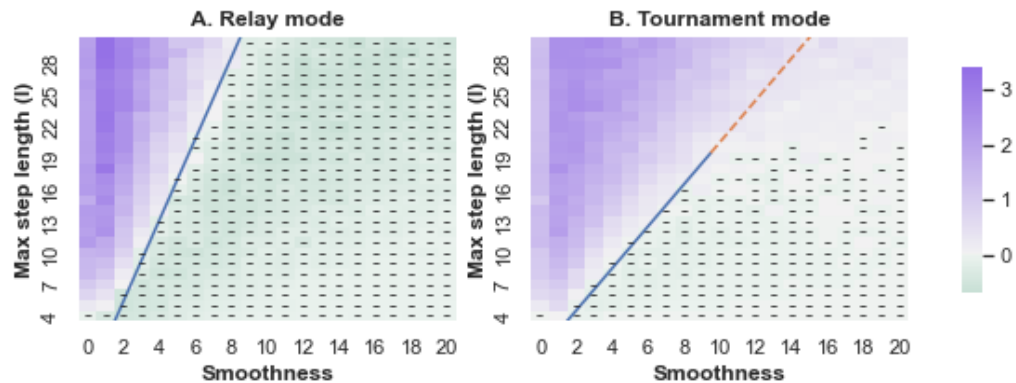 A. Relay mode
Max step length (l)
28
25
22
19
16
13
10
7
4
0 2 4 6 8 10 12 14 16 18 20
Smoothness
B. Tournament mode
Max step length (l)
28
25
22
19
16
13
10
7
4
0 2 4 6 8 10 12 14 16 18 20
Smoothness
3
2
1
0